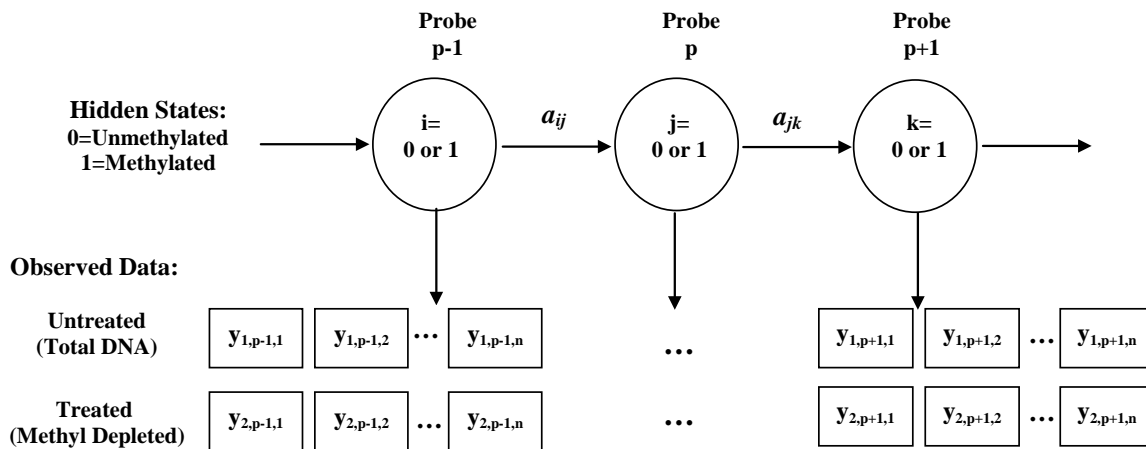 Probe
p-1
Probe
p
Probe
p+1
Hidden States:
0=Unmethylated
1=Methylated
i=
0 or 1
a_ij
j=
0 or 1
a_jk
k=
0 or 1
Observed Data:
Untreated
(Total DNA)
y_1,p-1,1 y_1,p-1,2 ... y_1,p-1,n ... y_1,p+1,1 y_1,p+1,2 ... y_1,p+1,n
Treated
(Methyl Depleted)
y_2,p-1,1 y_2,p-1,2 ... y_2,p-1,n ... y_2,p+1,1 y_2,p+1,2 ... y_2,p+1,n